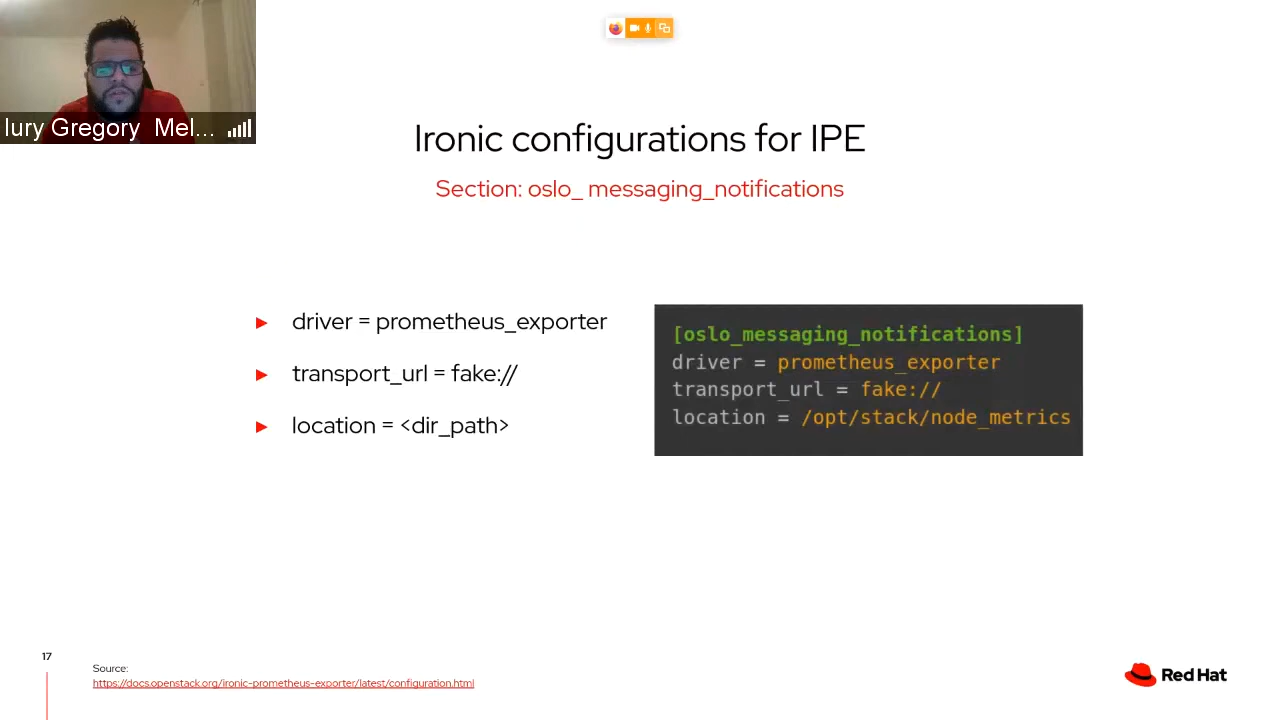 Iury Gregory Mel...
Ironic configurations for IPE
Section: oslo_ messaging_notifications
► driver = prometheus_exporter
► transport_url = fake://
► location = <dir_path>
[oslo_messaging_notifications]
driver = prometheus_exporter
transport_url = fake://
location = /opt/stack/node_metrics
17
Source:
https://docs.openstack.org/ironic-prometheus-exporter/latest/configuration.html
Red Hat